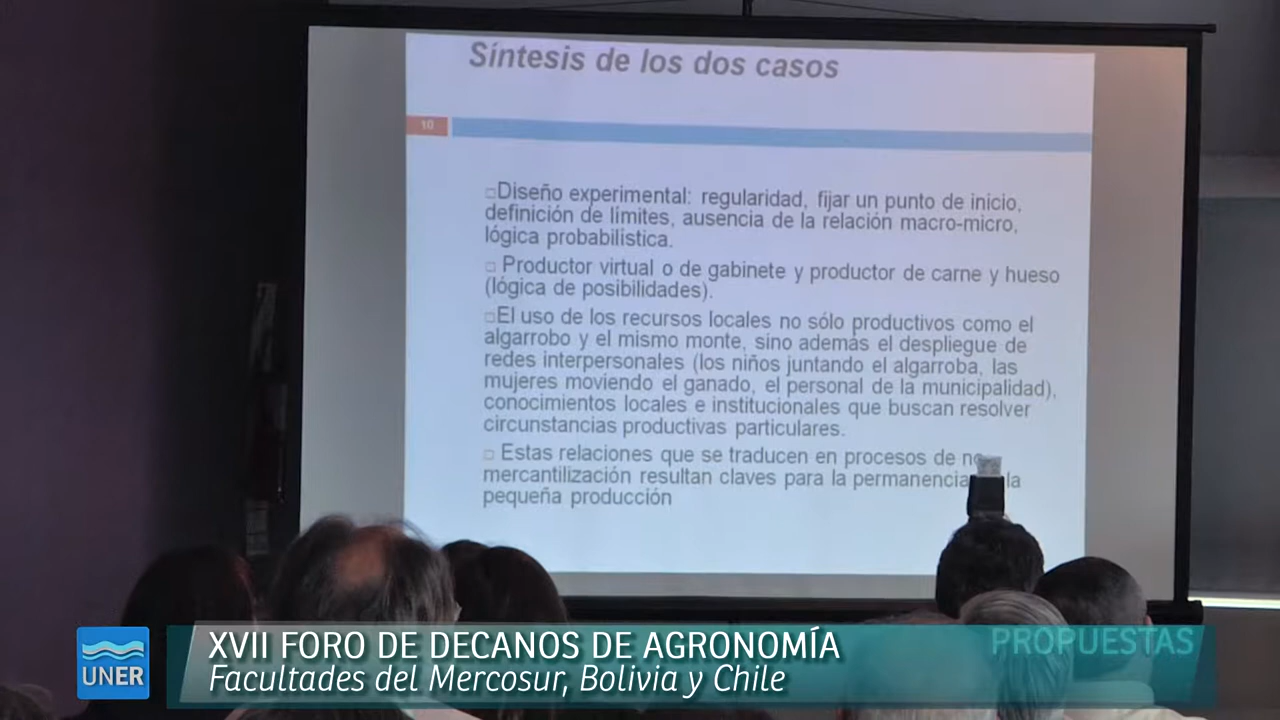 Síntesis de los dos casos
10
Diseño experimental: regularidad, fijar un punto de inicio,
definición de límites, ausencia de la relación macro-micro,
lógica probabilística.
Productor virtual o de gabinete y productor de carne y hueso
(lógica de posibilidades).
El uso de los recursos locales no sólo productivos como el
algarrobo y el mismo monte, sino además el despliegue de
redes interpersonales (los niños juntando el algarroba, las
mujeres moviendo el ganado, el personal de la municipalidad),
conocimientos locales e institucionales que buscan resolver
circunstancias productivas particulares.
Estas relaciones que se traducen en procesos de
mercantilización resultan claves para la permanencia la
pequeña producción
XVII FORO DE DECANOS DE AGRONOMÍA
PROPUESTAS
Facultades del Mercosur, Bolivia y Chile
UNER